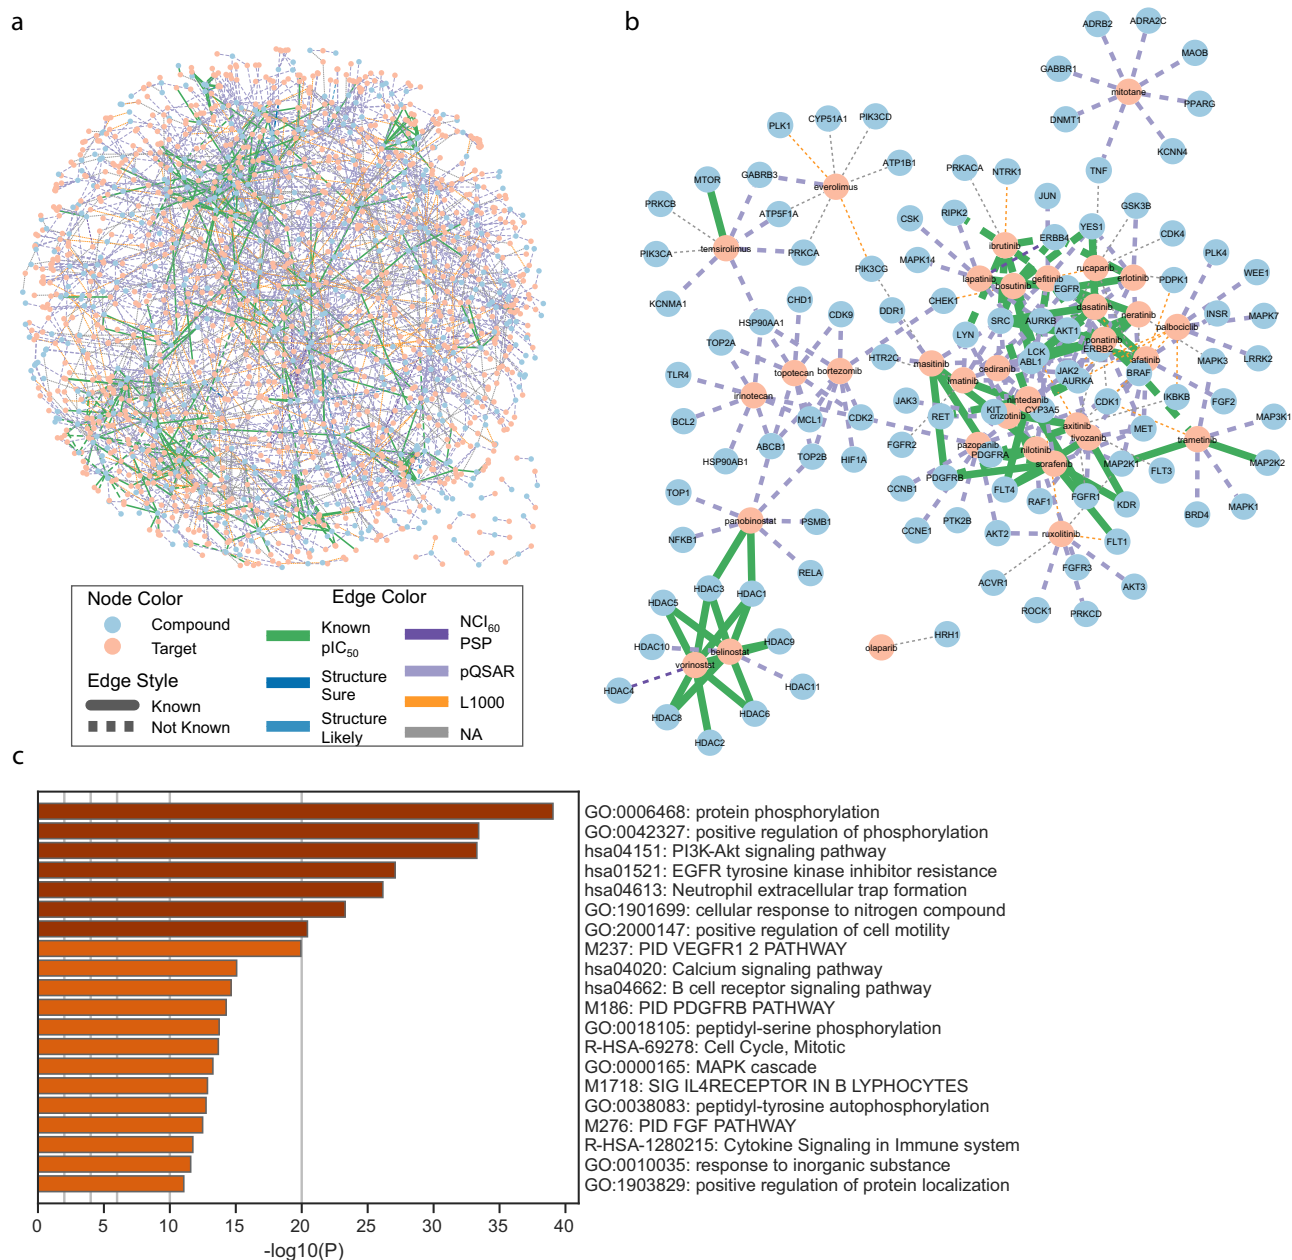 a
b
Node Color
Compound
Target
Edge Style
Known
Not Known
Edge Color
Known
pIC50
Structure
Sure
Structure
Likely
NCI60
PSP
pQSAR
L1000
NA
ADRB2
ADRA2C
MAOB
GABBR1
mitotane
PPARG
DNMT1
KCNN4
TNF
PLK1
CYP51A1
PIK3CD
ATP1B1
MTOR
GABRB3
everolimus
PRKCB
ATP5F1A
temsirolimus
PIK3CA
PRKCA
PIK3CG
KCNMA1
PRKACA
NTRK1
JUN
GSK3B
CSK
RIPK2
ERBB4
YES1
CDK4
ibrutinib
MAPK14
lapatinib
bosutinib
gefitinib
rucaparib
erlotinib
PDPK1
PLK4
WEE1
EGFR
CHEK1
DDR1
dasatinib
neratinib
palbociclib
INSR
MAPK7
SRC
AURKB
AKT1
LYN
ponatinib
ERBB2
afatinib
MAPK3
LRRK2
LCK
ABL1
JAK2
AURKA
BRAF
CHD1
CDK9
HSP90AA1
TOP2A
HTR2C
masitinib
cediranib
imatinib
TLR4
topotecan
bortezomib
irinotecan
JAK3
nintedanib
CDK1
IKBKB
FGF2
BCL2
MCL1
CDK2
RET
KIT
CYP3A5
crizotinib
axitinib
MET
MAP3K1
ABCB1
HIF1A
FGFR2
pazopanib
PDGFRA
tivozanib
trametinib
HSP90AB1
TOP2B
nilotinib
sorafenib
MAP2K1
FLT3
MAP2K2
CCNB1
PDGFRB
FLT4
RAF1
FGFR1
KDR
TOP1
BRD4
MAPK1
panobinostat
PSMB1
CCNE1
PTK2B
AKT2
ruxolitinib
FLT1
NFKB1
RELA
ACVR1
FGFR3
AKT3
HDAC5
HDAC3
HDAC1
ROCK1
PRKCD
HDAC10
HDAC9
olaparib
HRH1
belinostat
vorinostat
HDAC4
HDAC11
HDAC8
HDAC6
HDAC2
c
GO:0006468: protein phosphorylation
GO:0042327: positive regulation of phosphorylation
hsa04151: PI3K-Akt signaling pathway
hsa01521: EGFR tyrosine kinase inhibitor resistance
hsa04613: Neutrophil extracellular trap formation
GO:1901699: cellular response to nitrogen compound
GO:2000147: positive regulation of cell motility
M237: PID VEGFR1 2 PATHWAY
hsa04020: Calcium signaling pathway
hsa04662: B cell receptor signaling pathway
M186: PID PDGFRB PATHWAY
GO:0018105: peptidyl-serine phosphorylation
R-HSA-69278: Cell Cycle, Mitotic
GO:0000165: MAPK cascade
M1718: SIG IL4RECEPTOR IN B LYPHOCYTES
GO:0038083: peptidyl-tyrosine autophosphorylation
M276: PID FGF PATHWAY
R-HSA-1280215: Cytokine Signaling in Immune system
GO:0010035: response to inorganic substance
GO:1903829: positive regulation of protein localization
0 5 10 15 20 25 30 35 40
-log10(P)